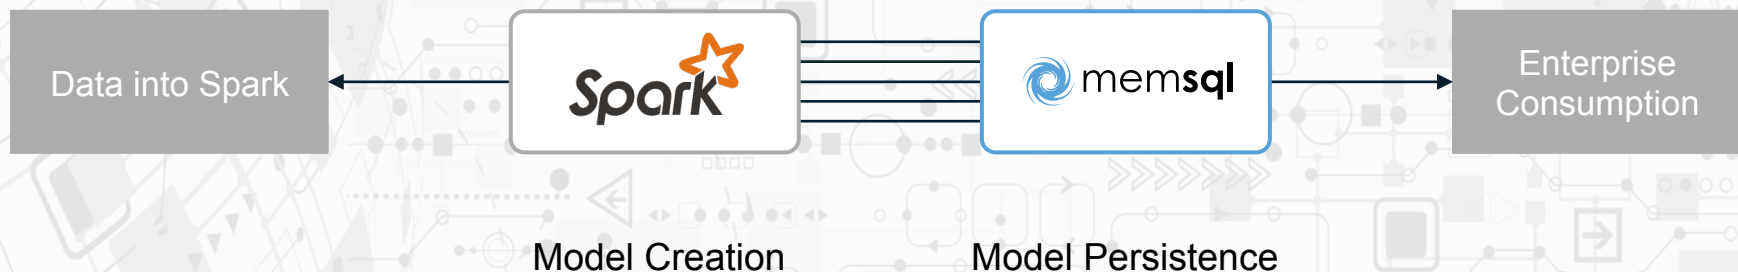 Data into Spark
Spark
memsql
Enterprise
Consumption
Model Creation
Model Persistence